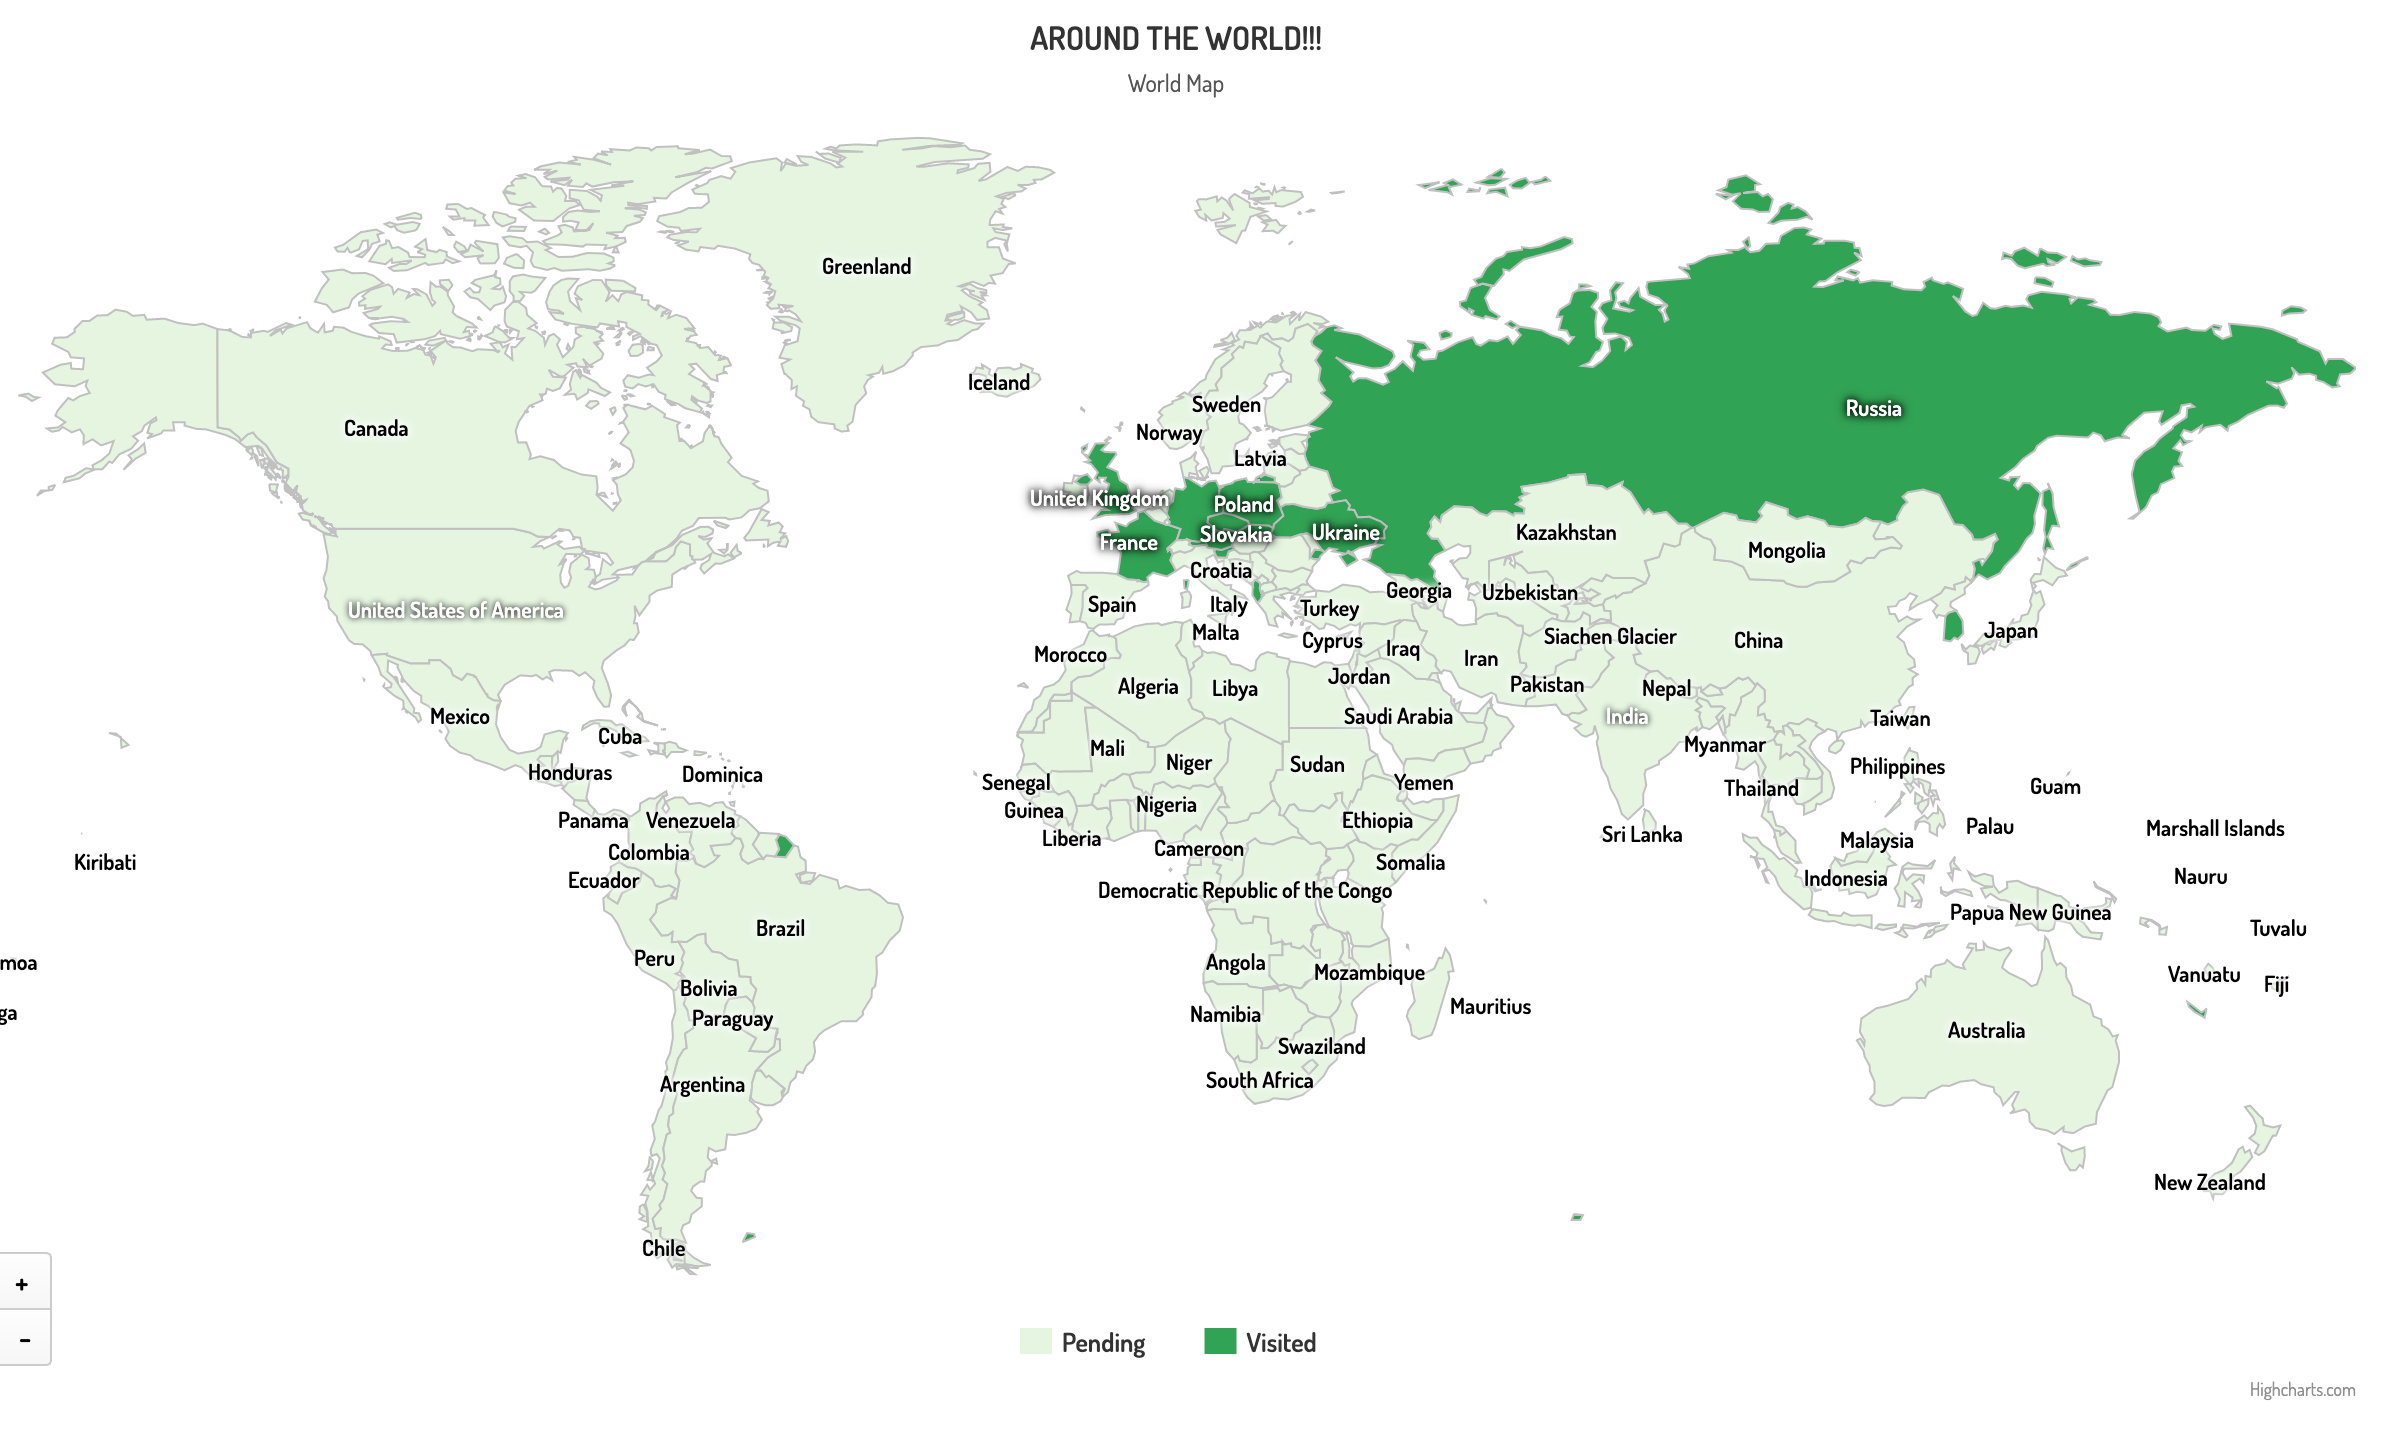 AROUND THE WORLD!!!
World Map
Greenland
Iceland
Canada
Sweden
Norway
Russia
Latvia
United Kingdom
Poland
Slovakia
Ukraine
France
Kazakhstan
Mongolia
Croatia
Georgia
Uzbekistan
United States of America
Spain
Italy
Turkey
Malta
Cyprus
Siachen Glacier
China
Japan
Morocco
Iraq
Iran
Jordan
Pakistan
Nepal
Algeria
Libya
Mexico
Saudi Arabia
India
Taiwan
Cuba
Mali
Myanmar
Niger
Sudan
Philippines
Honduras
Dominica
Senegal
Yemen
Thailand
Guam
Guinea
Nigeria
Panama
Venezuela
Ethiopia
Palau
Marshall Islands
Liberia
Sri Lanka
Malaysia
Colombia
Cameroon
Kiribati
Somalia
Ecuador
Democratic Republic of the Congo
Indonesia
Nauru
Papua New Guinea
Brazil
Tuvalu
Peru
moa
Angola
Mozambique
Vanuatu
Fiji
Bolivia
Mauritius
ga
Paraguay
Namibia
Australia
Swaziland
Argentina
South Africa
New Zealand
Chile
+
-
Pending
Visited
Highcharts.com